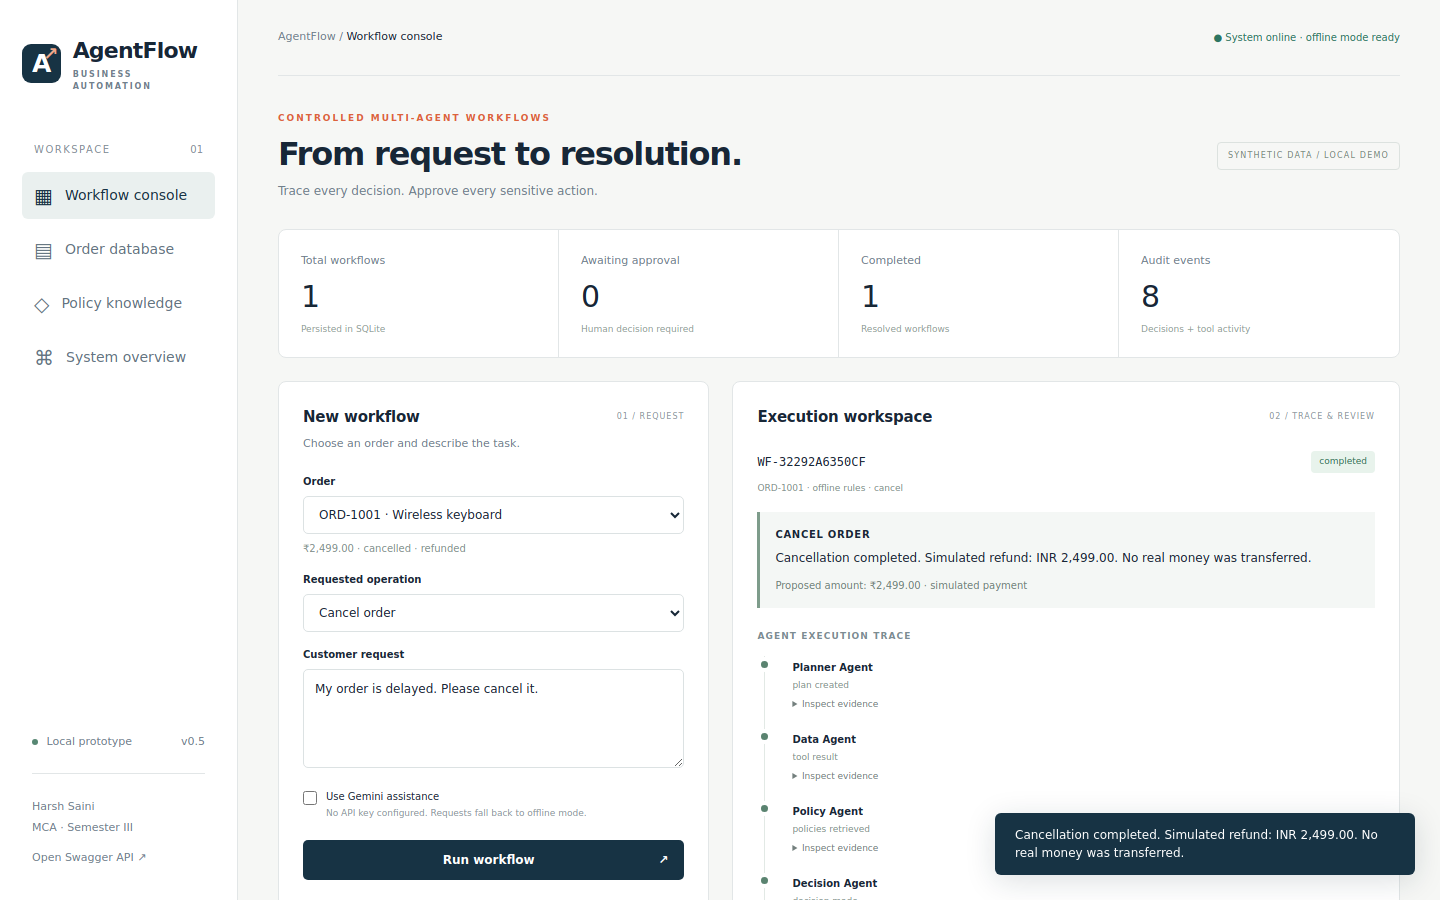 A
AgentFlow
BUSINESS
AUTOMATION
WORKSPACE 01
Workflow console
Order database
Policy knowledge
System overview
Local prototype v0.5
Harsh Saini
MCA · Semester III
Open Swagger API ↗
AgentFlow / Workflow console
● System online · offline mode ready
CONTROLLED MULTI-AGENT WORKFLOWS
From request to resolution.
Trace every decision. Approve every sensitive action.
SYNTHETIC DATA / LOCAL DEMO
Total workflows
1
Persisted in SQLite
Awaiting approval
0
Human decision required
Completed
1
Resolved workflows
Audit events
8
Decisions + tool activity
New workflow 01 / REQUEST
Choose an order and describe the task.
Order
ORD-1001 · Wireless keyboard
₹2,499.00 · cancelled · refunded
Requested operation
Cancel order
Customer request
My order is delayed. Please cancel it.
Use Gemini assistance
No API key configured. Requests fall back to offline mode.
Run workflow ↗
Execution workspace 02 / TRACE & REVIEW
WF-32292A6350CF completed
ORD-1001 · offline rules · cancel
CANCEL ORDER
Cancellation completed. Simulated refund: INR 2,499.00. No real money was transferred.
Proposed amount: ₹2,499.00 · simulated payment
AGENT EXECUTION TRACE
Planner Agent
plan created
▶ Inspect evidence
Data Agent
tool result
▶ Inspect evidence
Policy Agent
policies retrieved
▶ Inspect evidence
Decision Agent
decision made
Cancellation completed. Simulated refund: INR 2,499.00. No
real money was transferred.